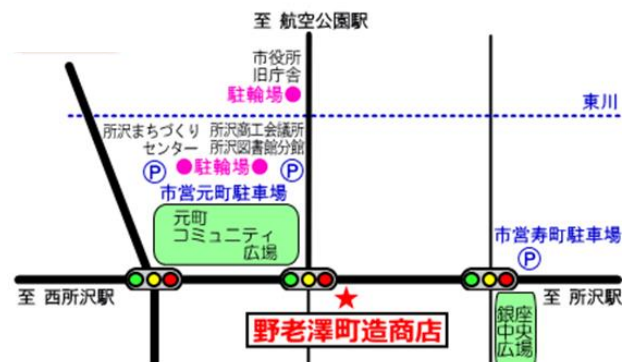 至 航空公園駅
市役所
旧庁舎
駐輪場
東川
所沢まちづくり
センター
所沢商工会議所
所沢図書館分館
P
駐輪場
P
市営元町駐車場
元町
コミュニティ
広場
市営寿町駐車場
P
至 西所沢駅
至 所沢駅
野老澤町造商店
銀座
中央
広場